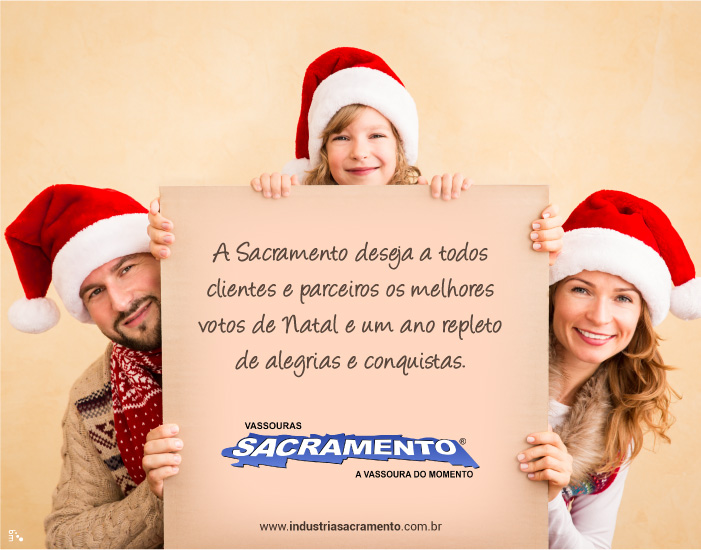 A Sacramento deseja a todos
clientes e parceiros os melhores
votos de Natal e um ano repleto
de alegrias e conquistas.
VASSOURAS
SACRAMENTO®
A VASSOURA DO MOMENTO
www.industriasacramento.com.br